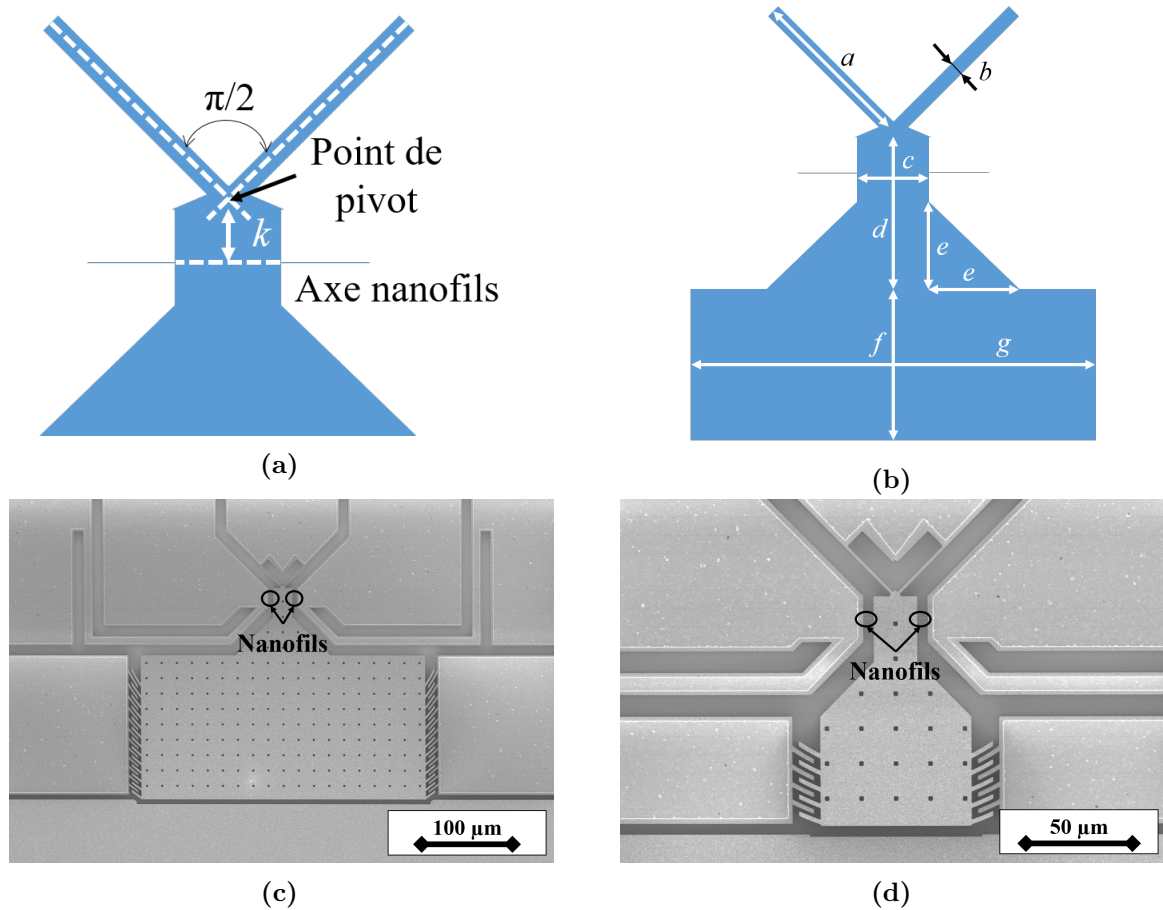 π/2
Point de
pivot
k
Axe nanofils
(a)
a
b
c
d
e
e
f
g
(b)
Nanofils
100 µm
(c)
Nanofils
50 µm
(d)